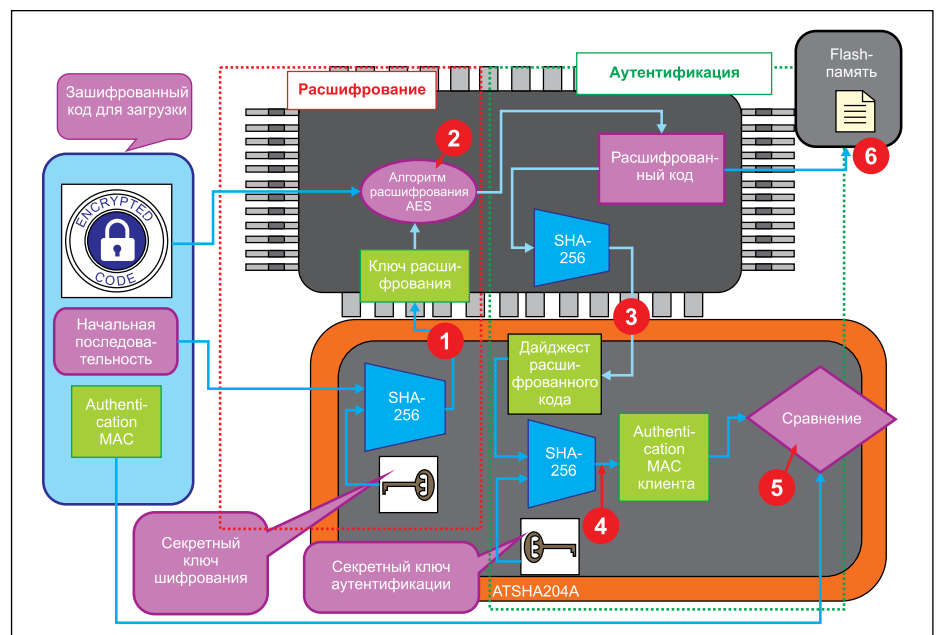 Зашифрованный
код для загрузки
ENCRYPTED
CODE
Начальная
последова-
тельность
Authenti-
cation
MAC
Расшифрование
Аутентификация
Flash-
память
2
Алгоритм
расшифрования
AES
Расшифрован-
ный код
6
SHA-
256
Ключ расши-
фрования
1
3
SHA-
256
Дайджест
расши-
фрованного
кода
SHA-
256
4
Authenti-
cation
MAC
клиента
Сравнение
5
Секретный
ключ
шифрования
Секретный ключ
аутентификации
ATSHA204A